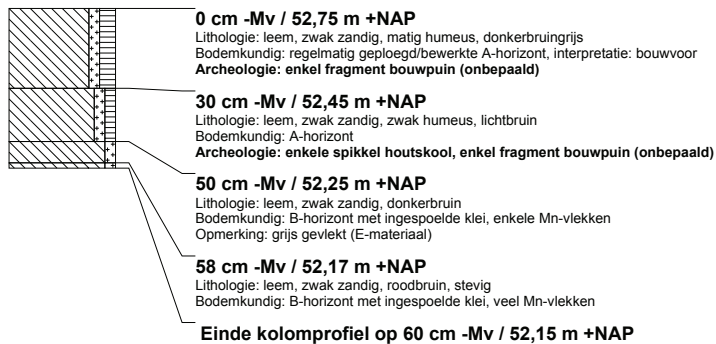 0 cm -Mv / 52,75 m +NAP
Lithologie: leem, zwak zandig, matig humeus, donkerbruingrijs
Bodemkundig: regelmatig geploegd/bewerkte A-horizont, interpretatie: bouwvoor
Archeologie: enkel fragment bouwpuin (onbepaald)
30 cm -Mv / 52,45 m +NAP
Lithologie: leem, zwak zandig, zwak humeus, lichtbruin
Bodemkundig: A-horizont
Archeologie: enkele spikkel houtskool, enkel fragment bouwpuin (onbepaald)
50 cm -Mv / 52,25 m +NAP
Lithologie: leem, zwak zandig, donkerbruin
Bodemkundig: B-horizont met ingespoelde klei, enkele Mn-vlekken
Opmerking: grijs gevlekt (E-materiaal)
58 cm -Mv / 52,17 m +NAP
Lithologie: leem, zwak zandig, roodbruin, stevig
Bodemkundig: B-horizont met ingespoelde klei, veel Mn-vlekken
Einde kolomprofiel op 60 cm -Mv / 52,15 m +NAP